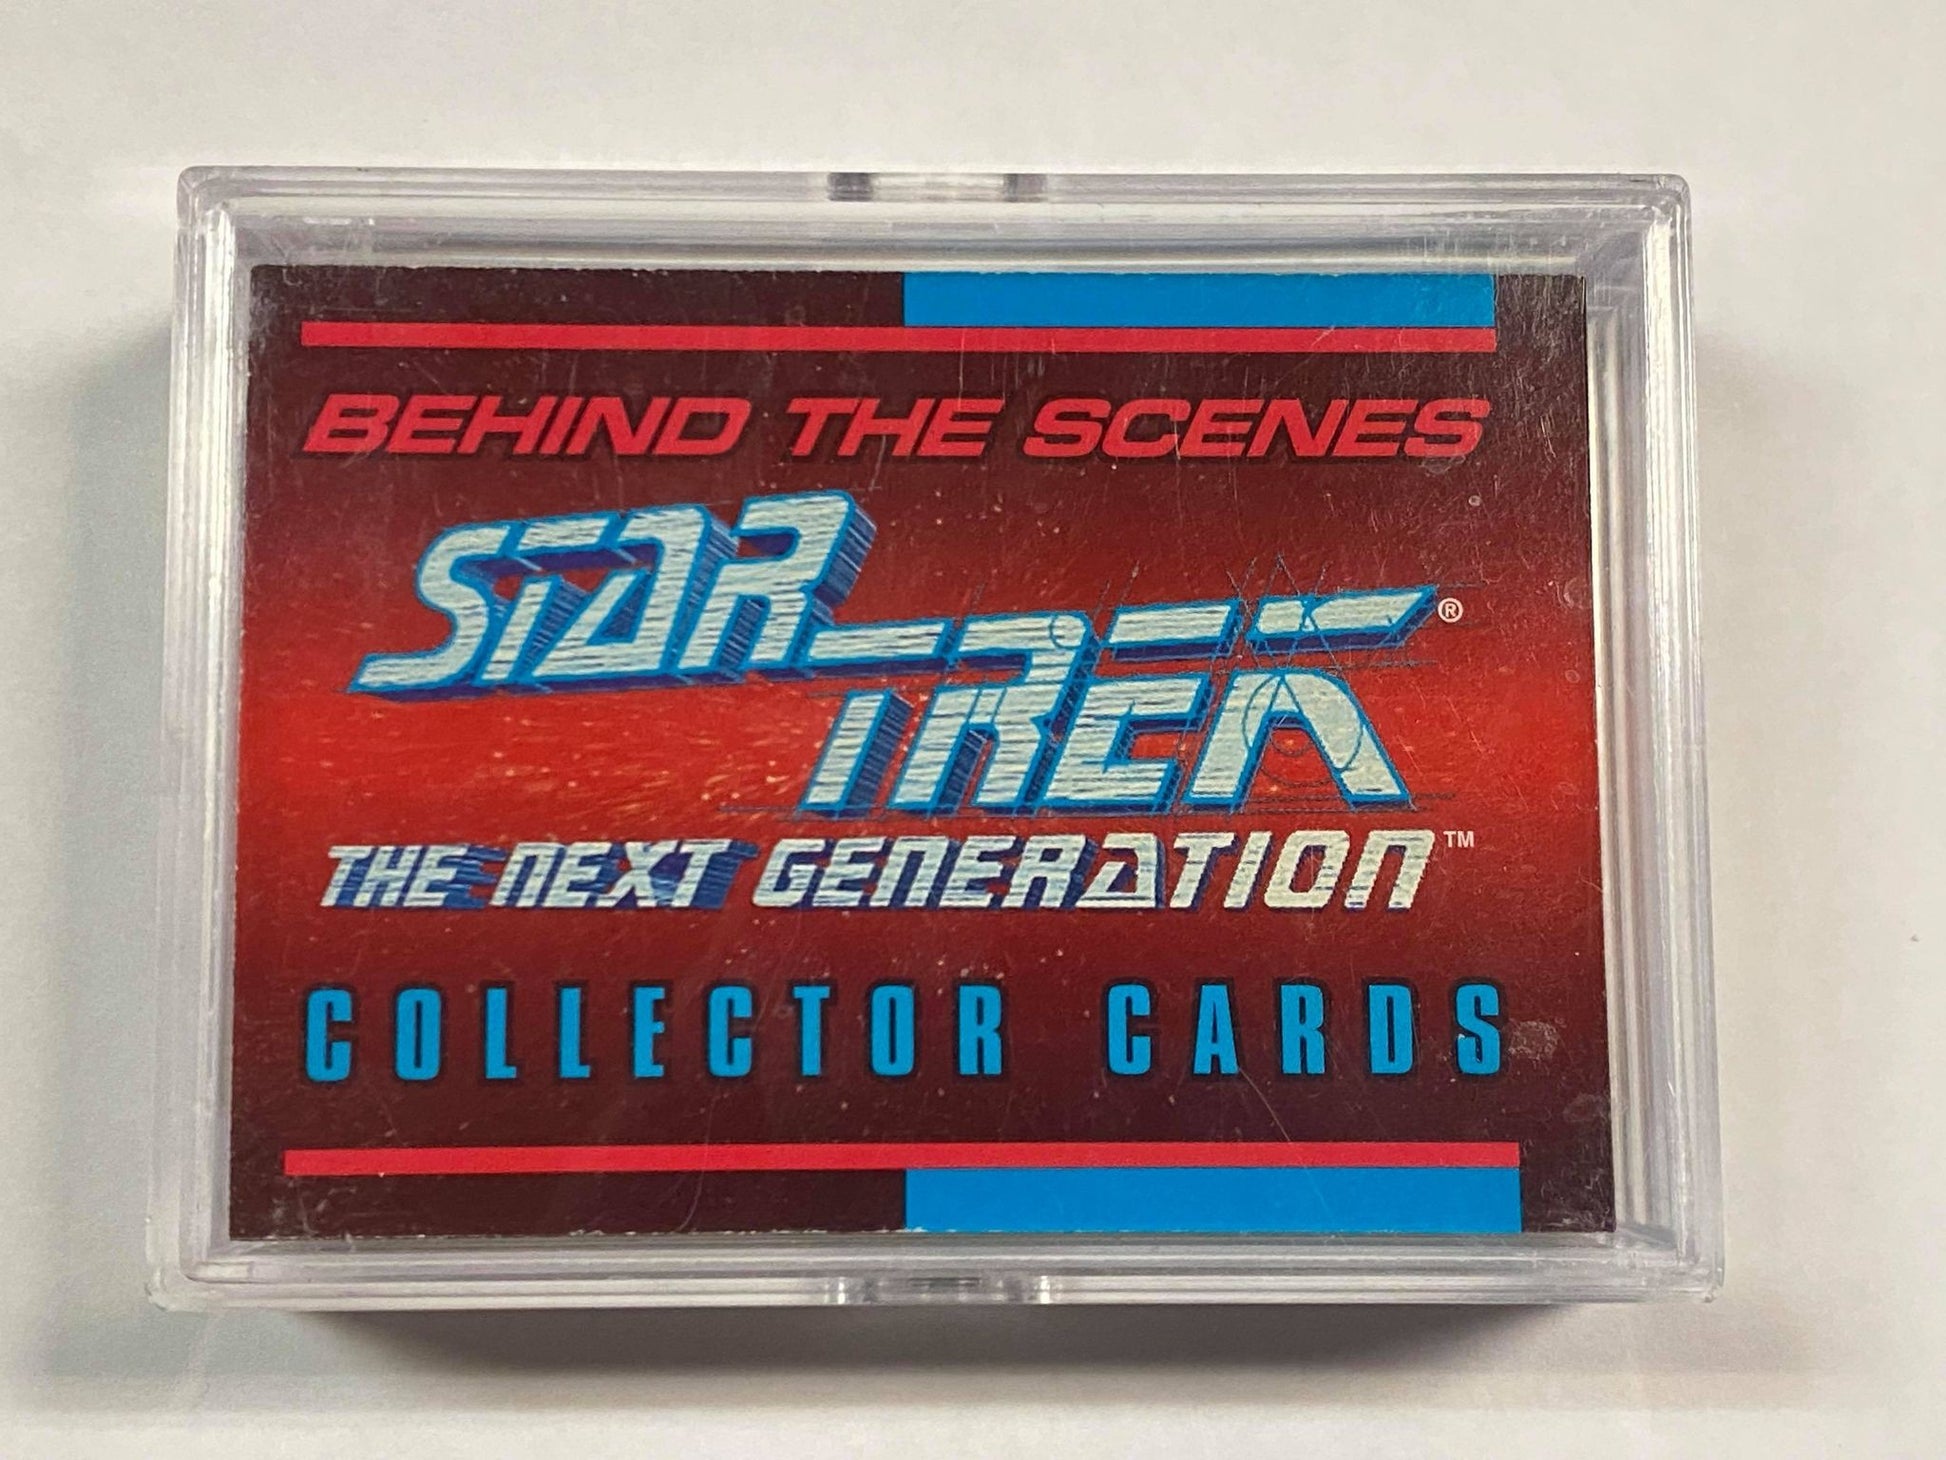 BEHIND THE SCENES
STAR
TREK®
THE NEXT GENERATION™
COLLECTOR CARDS